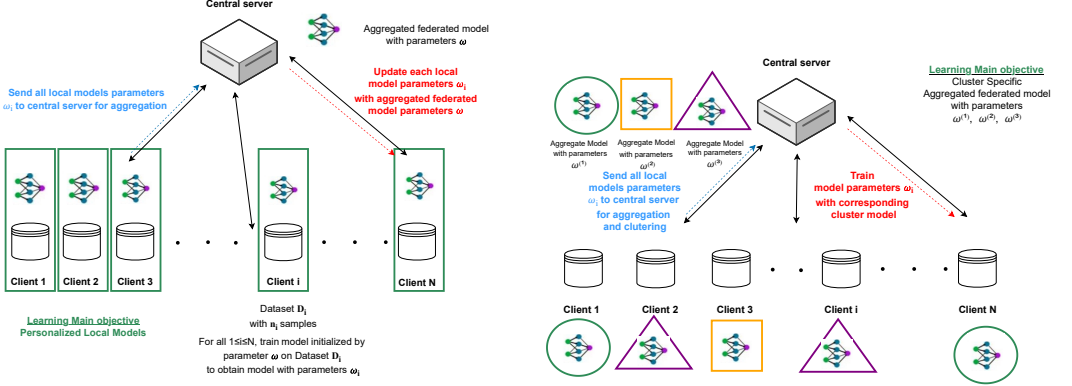 Central server
Aggregated federated model
with parameters ω
Send all local models parameters
ωi to central server for aggregation
Update each local
model parameters ωi
with aggregated federated
model parameters ω
Client 1
Client 2
Client 3
Client i
Client N
Learning Main objective
Personalized Local Models
Dataset Di
with ni samples
For all 1≤i≤N, train model initialized by
parameter ω on Dataset Di
to obtain model with parameters ωi
Central server
Learning Main objective
Cluster Specific
Aggregated federated model
with parameters
ω(1), ω(2), ω(3)
Aggregate Model
with parameters
ω(1)
Aggregate Model
with parameters
ω(2)
Aggregate Model
with parameters
ω(3)
Send all local
models parameters
ωi to central server
for aggregation
and clutering
Train
model parameters ωi
with corresponding
cluster model
Client 1
Client 2
Client 3
Client i
Client N